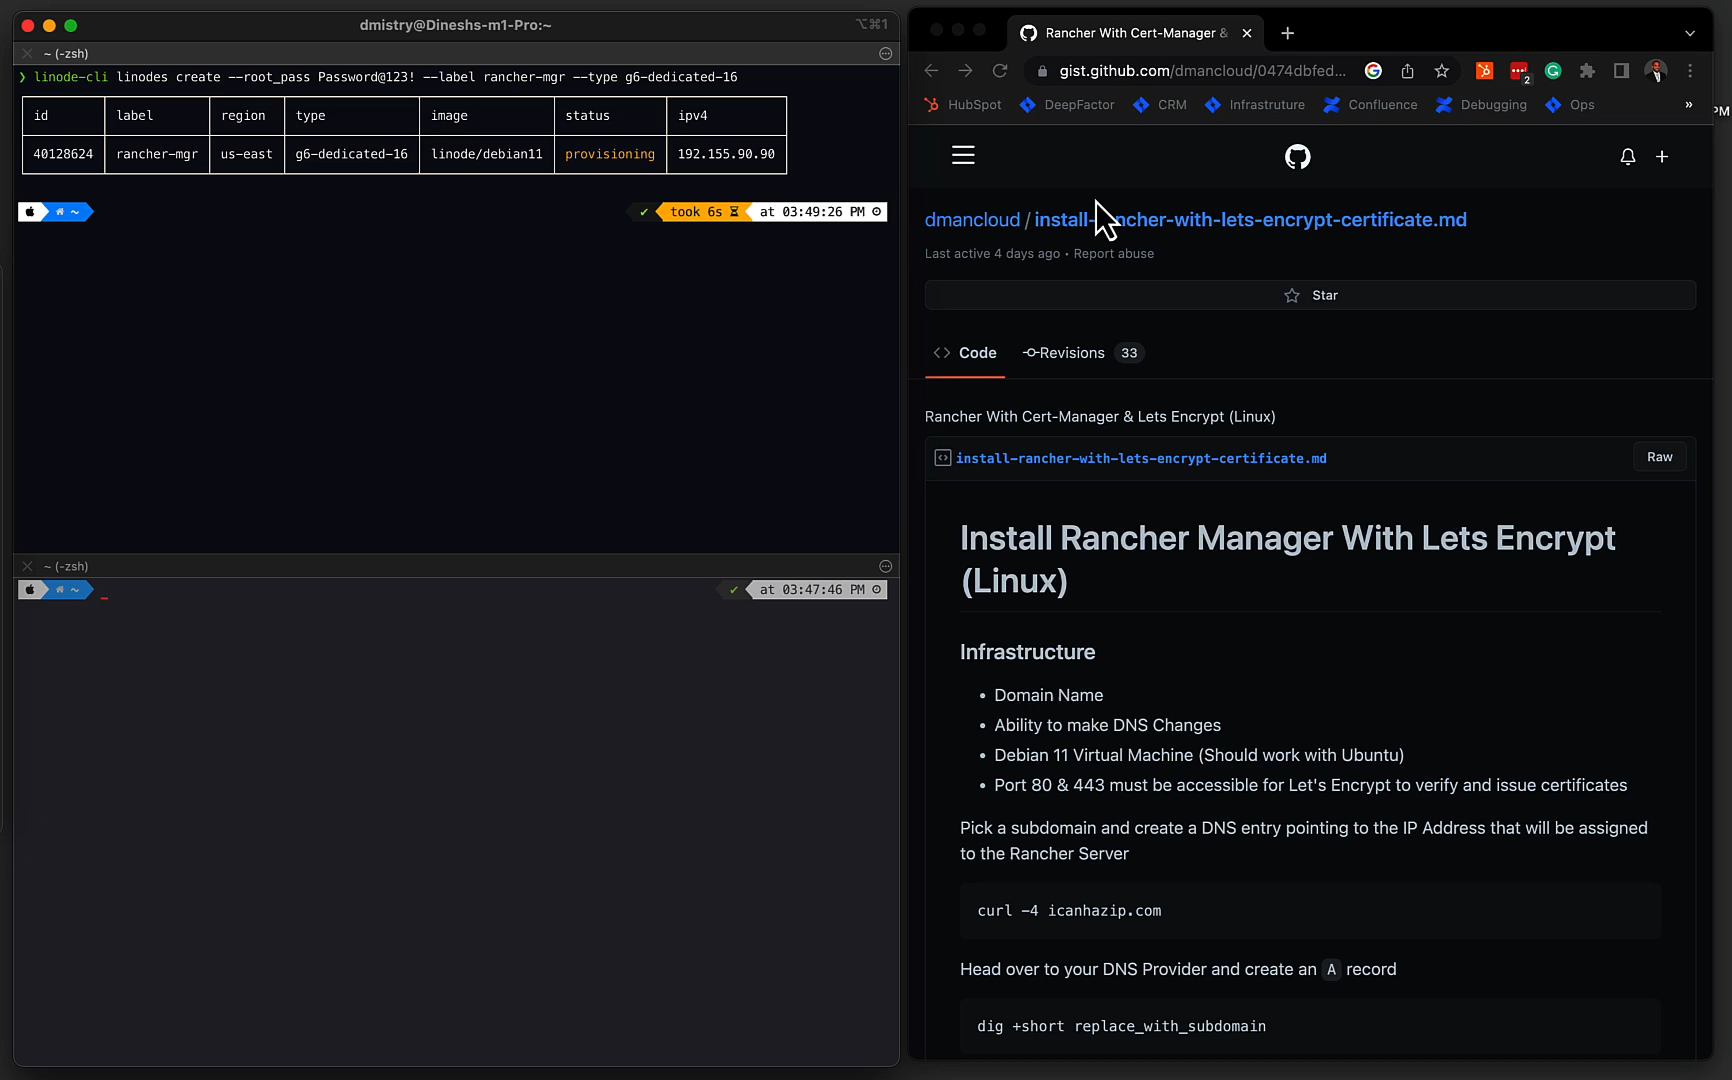 dmistry@Dineshs-m1-Pro:~
⌥⌘1
~ (-zsh)
❯ linode-cli linodes create --root_pass Password@123! --label rancher-mgr --type g6-dedicated-16
id label region type image status ipv4
40128624 rancher-mgr us-east g6-dedicated-16 linode/debian11 provisioning 192.155.90.90
~
✔ took 6s at 03:49:26 PM
~ (-zsh)
~ _
✔ at 03:47:46 PM
Rancher With Cert-Manager &
gist.github.com/dmancloud/0474dbfed...
2
HubSpot DeepFactor CRM Infrastruture Confluence Debugging Ops »
PM
dmancloud / install-rancher-with-lets-encrypt-certificate.md
Last active 4 days ago • Report abuse
Star
<> Code Revisions 33
Rancher With Cert-Manager & Lets Encrypt (Linux)
install-rancher-with-lets-encrypt-certificate.md
Raw
Install Rancher Manager With Lets Encrypt
(Linux)
Infrastructure
• Domain Name
• Ability to make DNS Changes
• Debian 11 Virtual Machine (Should work with Ubuntu)
• Port 80 & 443 must be accessible for Let's Encrypt to verify and issue certificates
Pick a subdomain and create a DNS entry pointing to the IP Address that will be assigned
to the Rancher Server
curl -4 icanhazip.com
Head over to your DNS Provider and create an A record
dig +short replace_with_subdomain